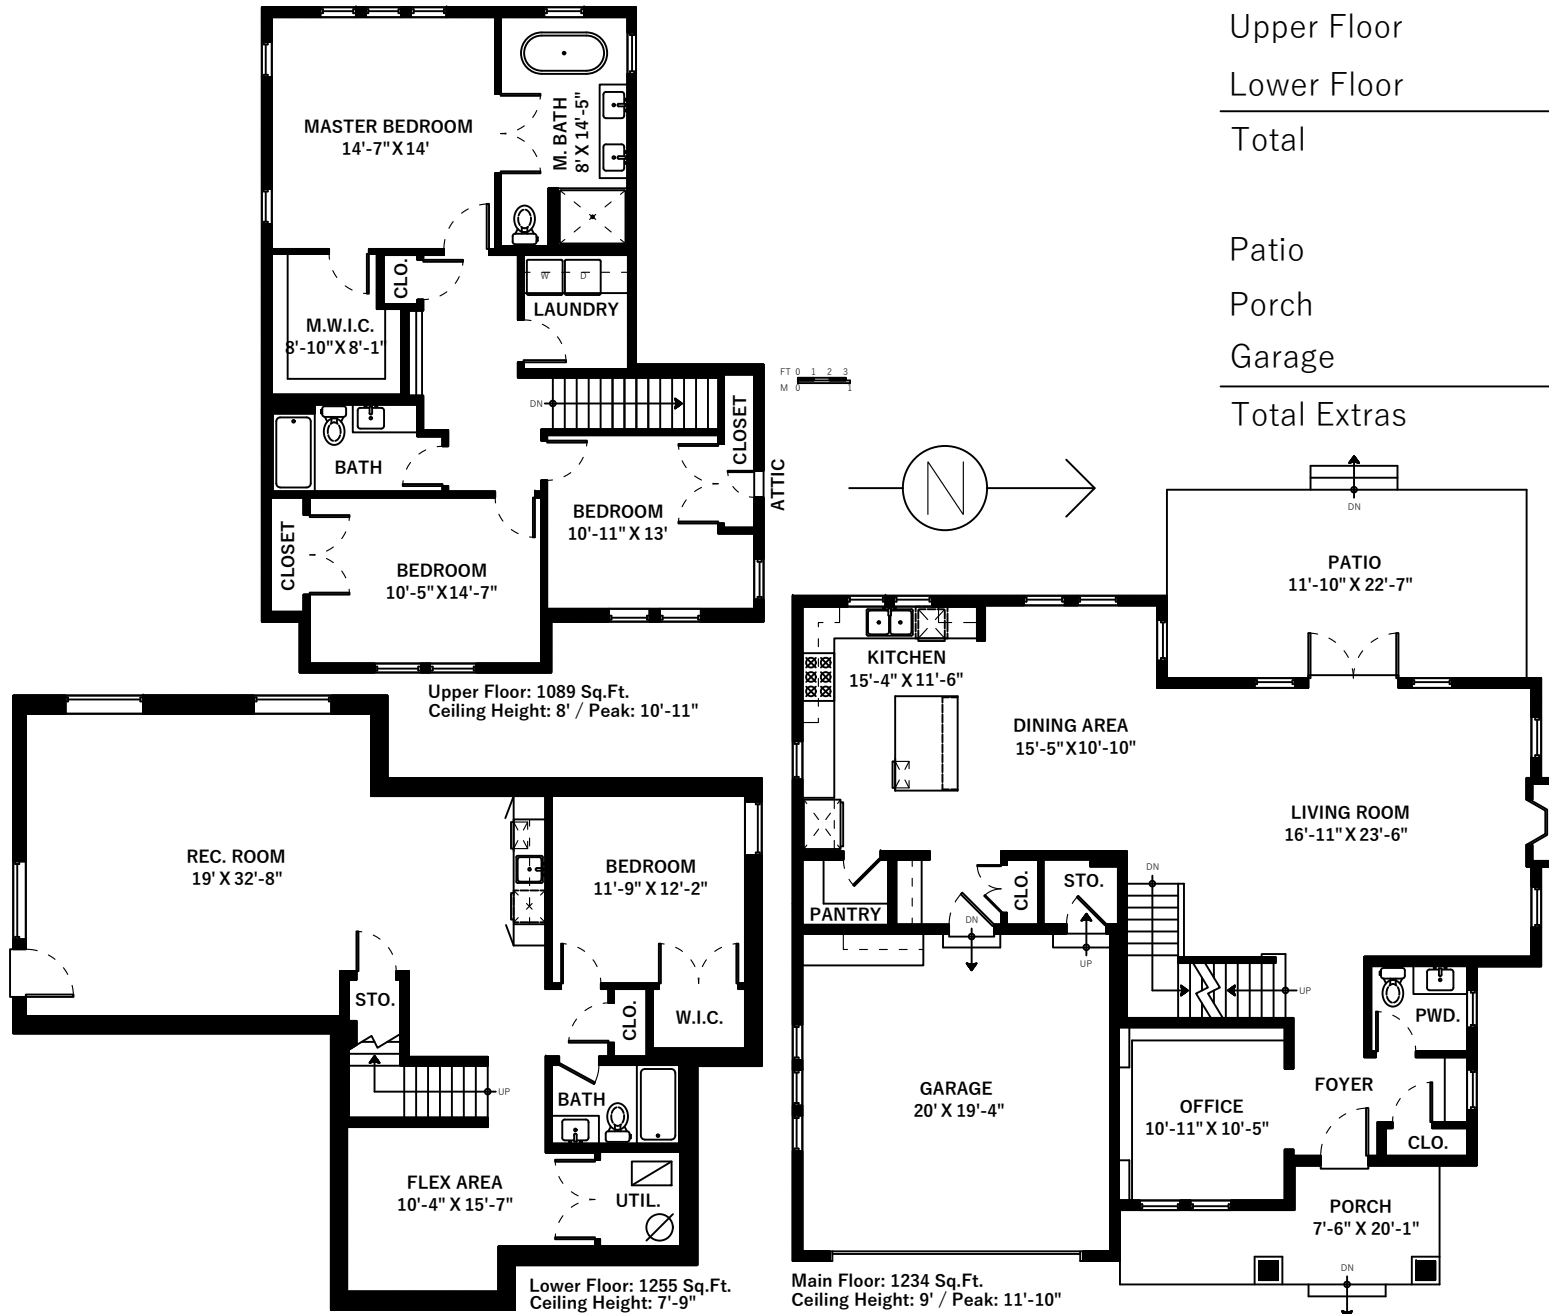 Upper Floor
Lower Floor
Total
Patio
Porch
Garage
Total Extras
MASTER BEDROOM
14'-7" X 14'
M. BATH
8' X 14'-5"
CLO.
W
D
LAUNDRY
M.W.I.C.
8'-10" X 8'-1"
DN
CLOSET
BATH
ATTIC
BEDROOM
10'-11" X 13'
CLOSET
BEDROOM
10'-5" X 14'-7"
Upper Floor: 1089 Sq.Ft.
Ceiling Height: 8' / Peak: 10'-11"
FT 0 1 2 3
M 0 1
N
REC. ROOM
19' X 32'-8"
BEDROOM
11'-9" X 12'-2"
STO.
CLO.
W.I.C.
UP
BATH
FLEX AREA
10'-4" X 15'-7"
UTIL.
Lower Floor: 1255 Sq.Ft.
Ceiling Height: 7'-9"
DN
PATIO
11'-10" X 22'-7"
KITCHEN
15'-4" X 11'-6"
DINING AREA
15'-5" X 10'-10"
LIVING ROOM
16'-11" X 23'-6"
DN
PANTRY
CLO.
STO.
DN
UP
UP
PWD.
GARAGE
20' X 19'-4"
FOYER
OFFICE
10'-11" X 10'-5"
CLO.
PORCH
7'-6" X 20'-1"
DN
Main Floor: 1234 Sq.Ft.
Ceiling Height: 9' / Peak: 11'-10"